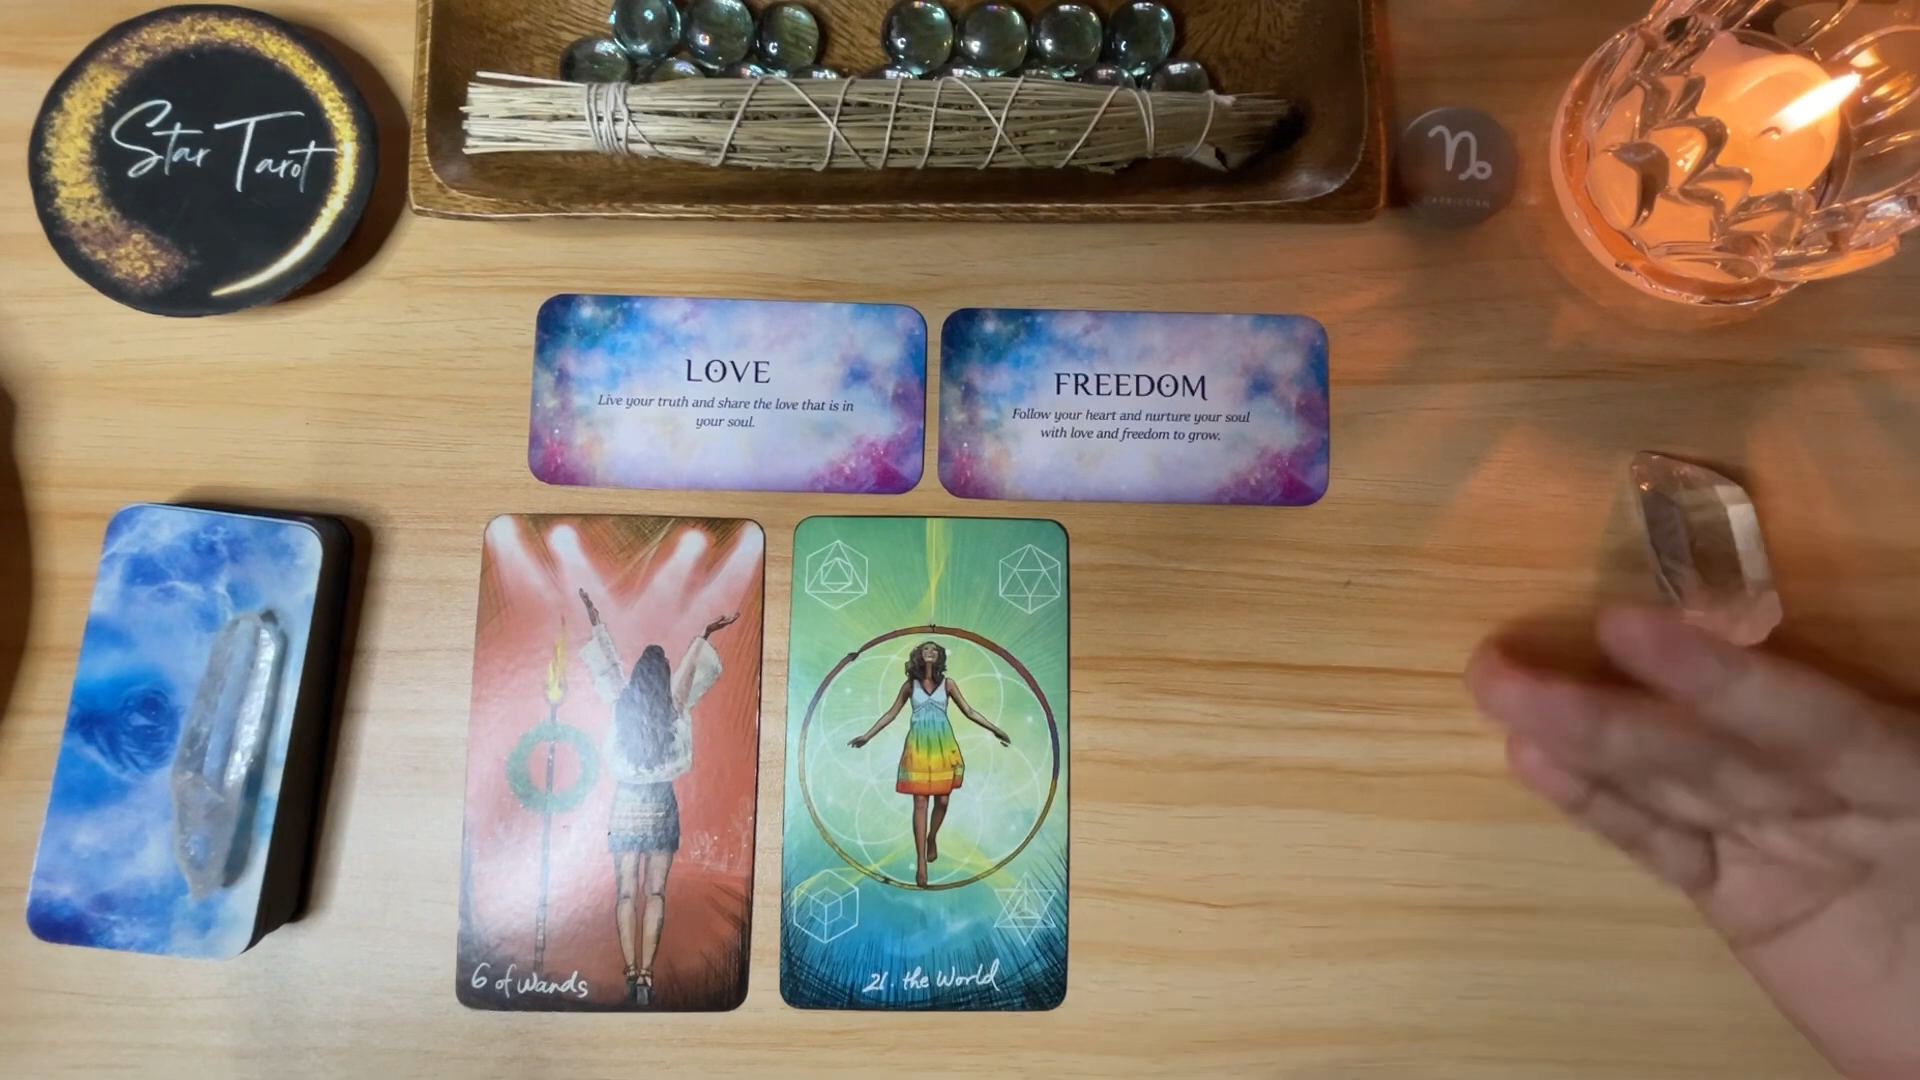 Star Tarot
CAPRICORN
LOVE
Live your truth and share the love that is in
your soul.
FREEDOM
Follow your heart and nurture your soul
with love and freedom to grow.
6 of Wands
21. the World